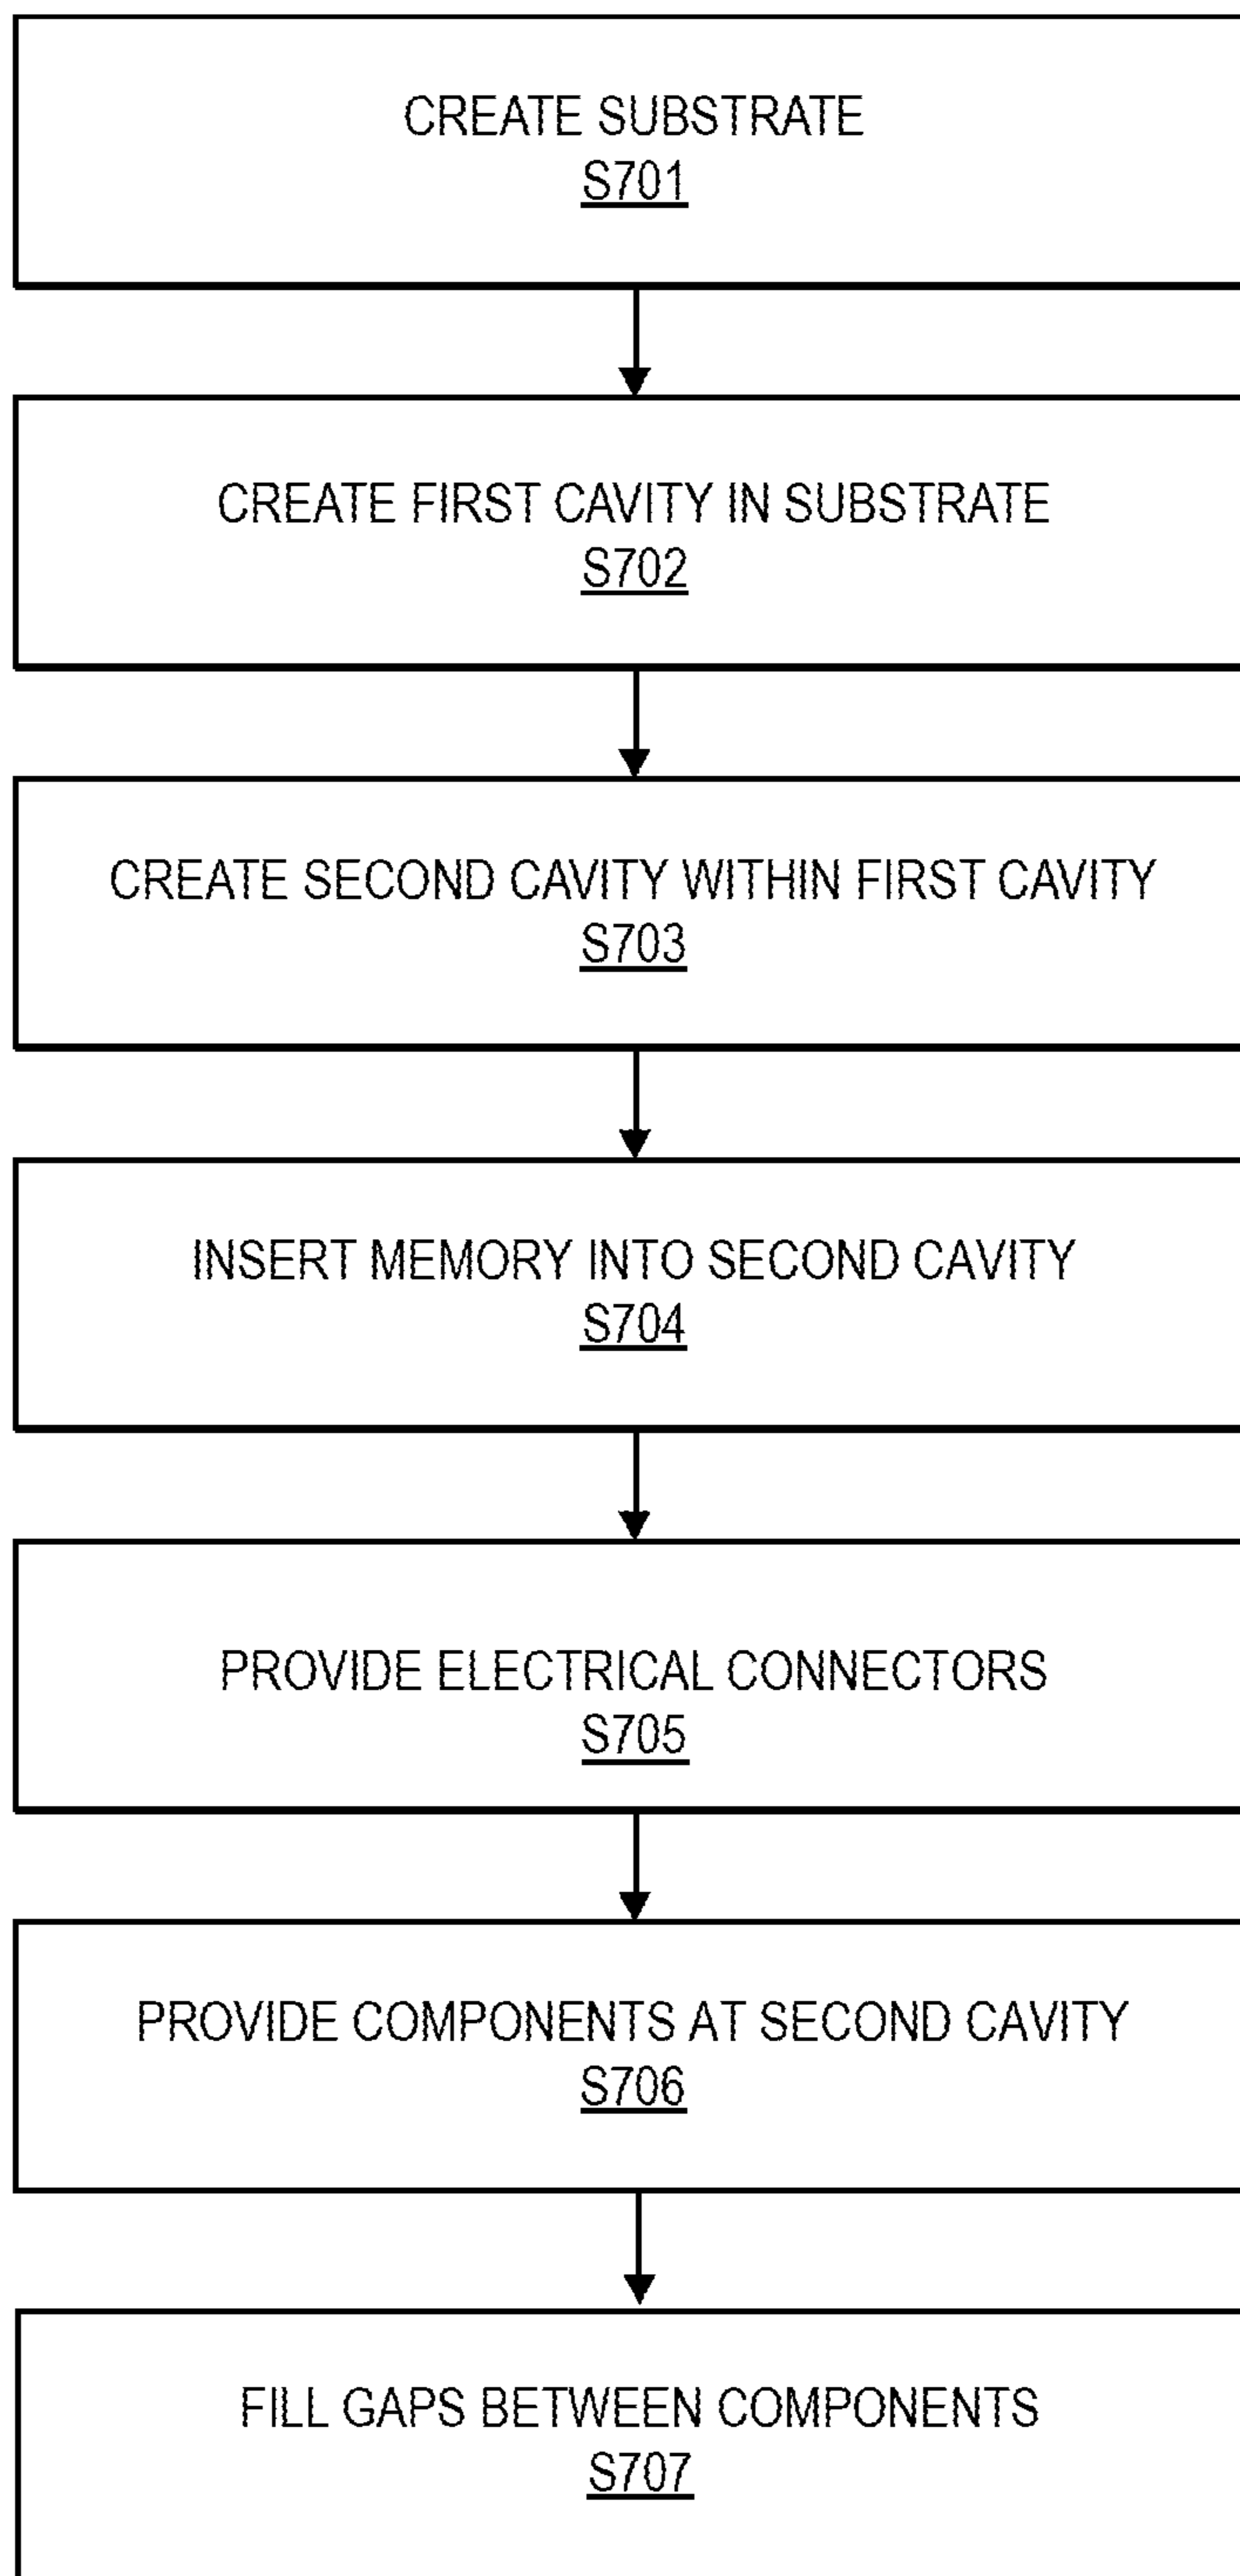 CREATE SUBSTRATE
S701
CREATE FIRST CAVITY IN SUBSTRATE
S702
CREATE SECOND CAVITY WITHIN FIRST CAVITY
S703
INSERT MEMORY INTO SECOND CAVITY
S704
PROVIDE ELECTRICAL CONNECTORS
S705
PROVIDE COMPONENTS AT SECOND CAVITY
S706
FILL GAPS BETWEEN COMPONENTS
S707